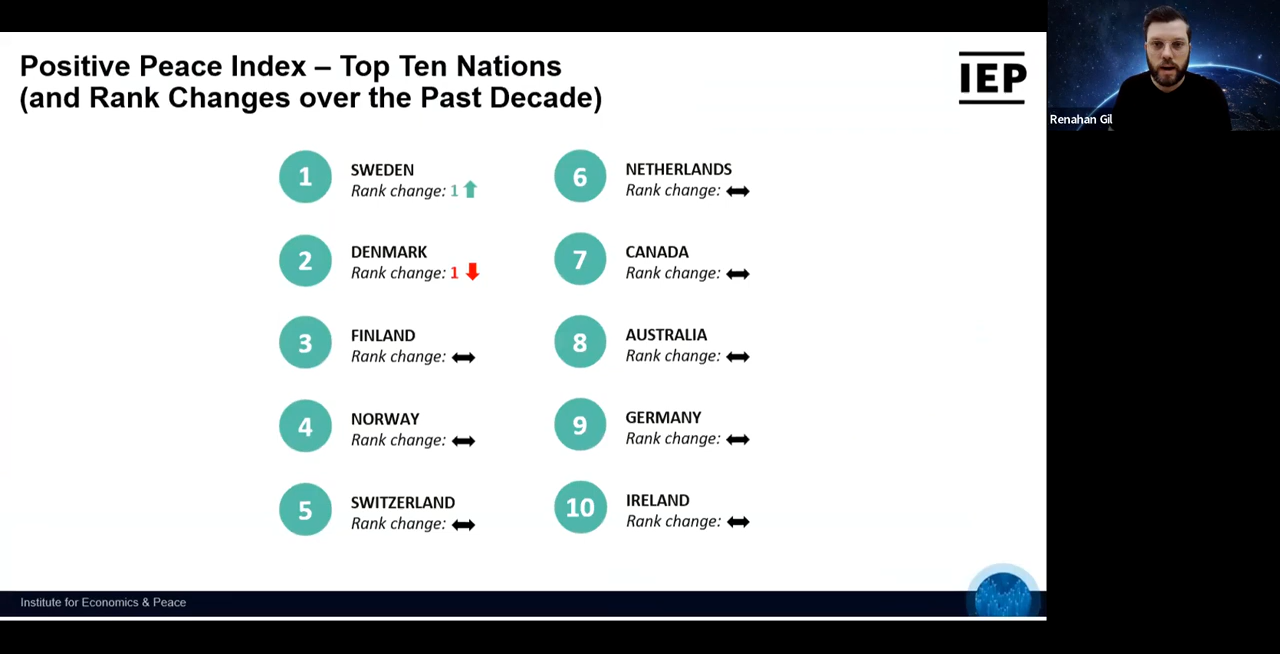 Positive Peace Index – Top Ten Nations
(and Rank Changes over the Past Decade)
IEP
Renahan Gil
1
SWEDEN
Rank change: 1
2
DENMARK
Rank change: 1
3
FINLAND
Rank change:
4
NORWAY
Rank change:
5
SWITZERLAND
Rank change:
6
NETHERLANDS
Rank change:
7
CANADA
Rank change:
8
AUSTRALIA
Rank change:
9
GERMANY
Rank change:
10
IRELAND
Rank change:
Institute for Economics & Peace